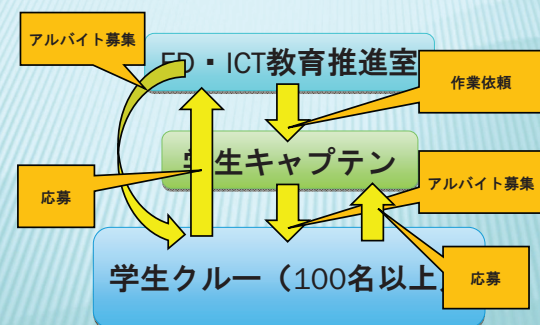 アルバイト募集
FD・ICT教育推進室
作業依頼
学生キャプテン
アルバイト募集
応募
学生クルー（100名以上）
応募